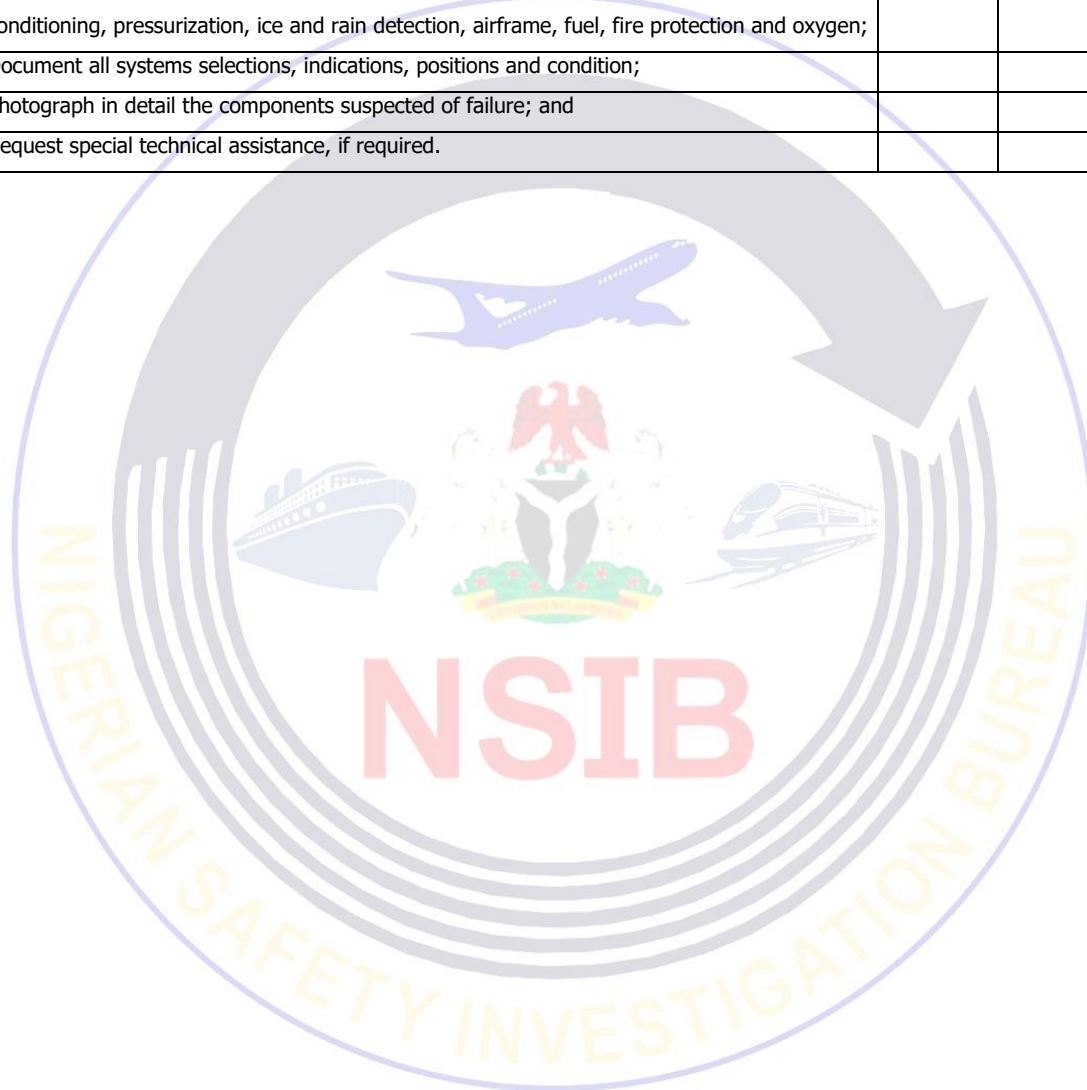 onditioning, pressurization, ice and rain detection, airframe, fuel, fire protection and oxygen;
ocument all systems selections, indications, positions and condition;
hotograph in detail the components suspected of failure; and
equest special technical assistance, if required.
NSIB
NIGERIAN SAFETY INVESTIGATION BUREAU